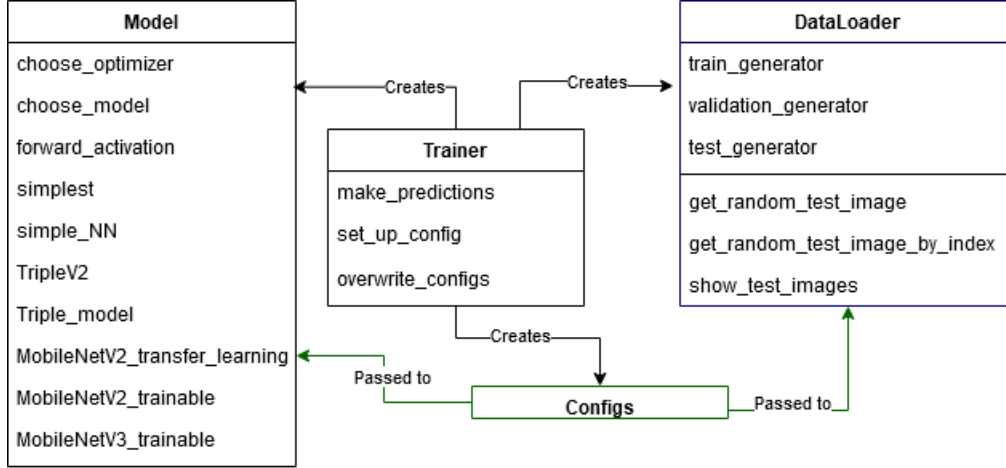 Model
choose_optimizer
choose_model
forward_activation
simplest
simple_NN
TripleV2
Triple_model
MobileNetV2_transfer_learning
MobileNetV2_trainable
MobileNetV3_trainable
Creates
Trainer
make_predictions
set_up_config
overwrite_configs
Creates
DataLoader
train_generator
validation_generator
test_generator
get_random_test_image
get_random_test_image_by_index
show_test_images
Creates
Passed to
Configs
Passed to